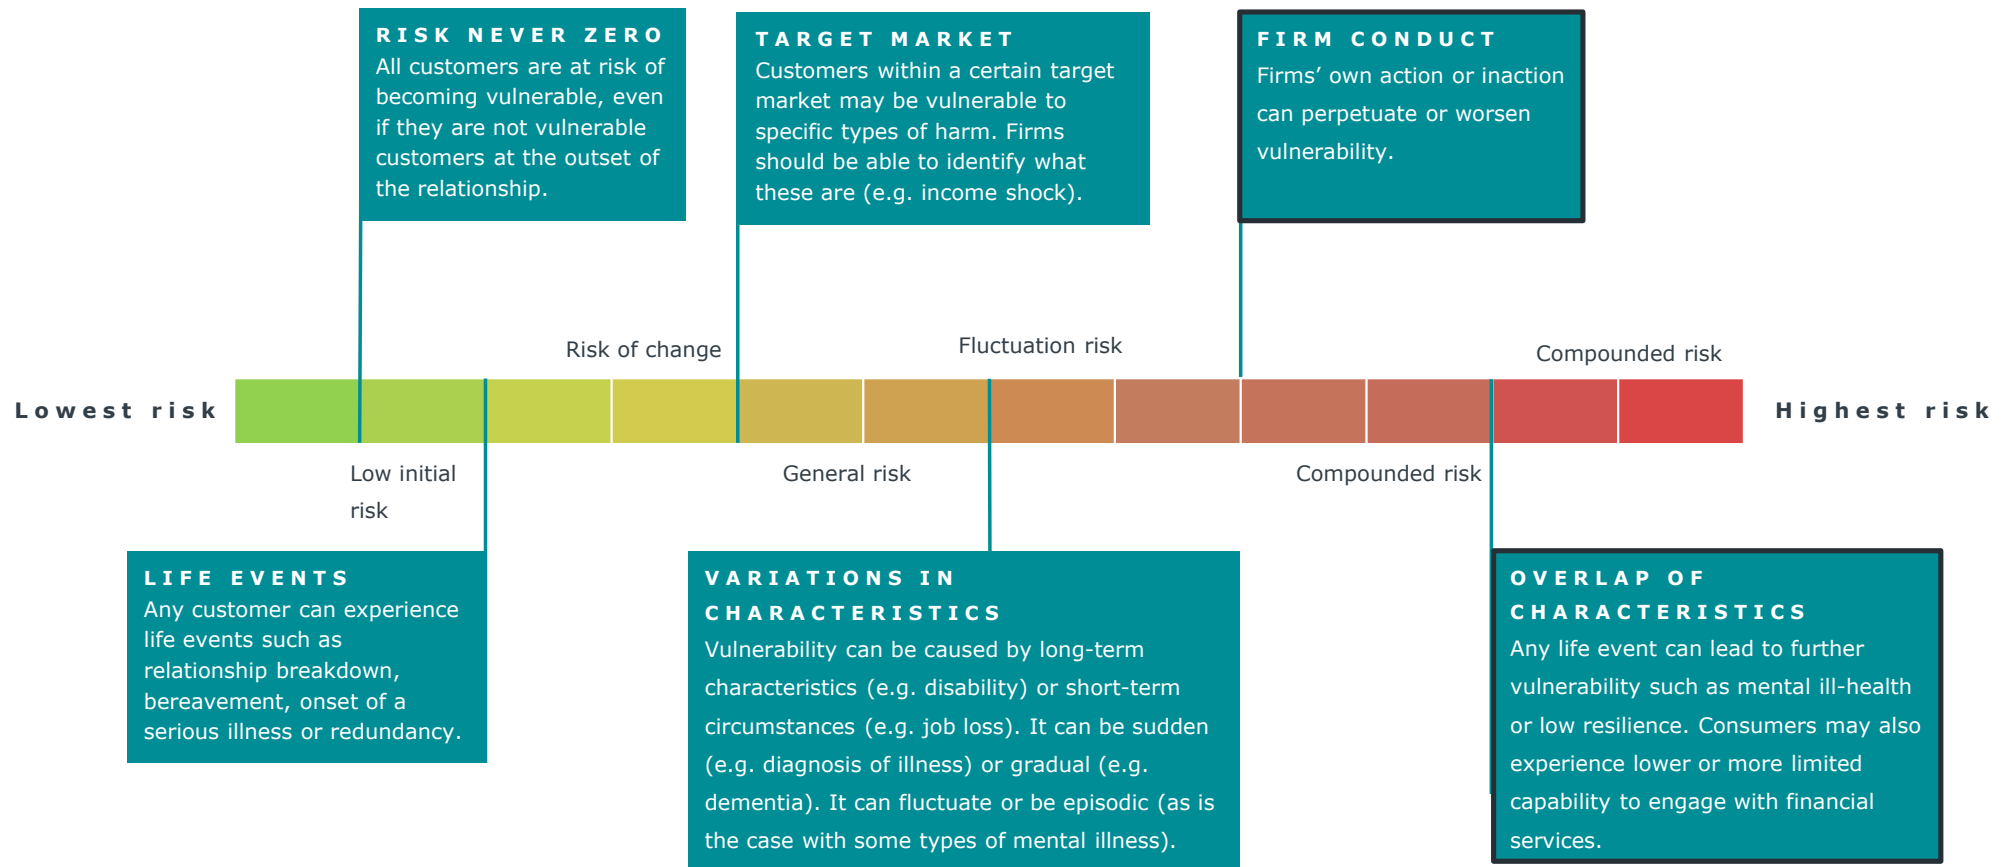 RISK NEVER ZERO
All customers are at risk of
becoming vulnerable, even
if they are not vulnerable
customers at the outset of
the relationship.
TARGET MARKET
Customers within a certain target
market may be vulnerable to
specific types of harm. Firms
should be able to identify what
these are (e.g. income shock).
FIRM CONDUCT
Firms’ own action or inaction
can perpetuate or worsen
vulnerability.
Risk of change
Fluctuation risk
Compounded risk
Lowest risk
Highest risk
Low initial
risk
General risk
Compounded risk
LIFE EVENTS
Any customer can experience
life events such as
relationship breakdown,
bereavement, onset of a
serious illness or redundancy.
VARIATIONS IN
CHARACTERISTICS
Vulnerability can be caused by long-term
characteristics (e.g. disability) or short-term
circumstances (e.g. job loss). It can be sudden
(e.g. diagnosis of illness) or gradual (e.g.
dementia). It can fluctuate or be episodic (as is
the case with some types of mental illness).
OVERLAP OF
CHARACTERISTICS
Any life event can lead to further
vulnerability such as mental ill-health
or low resilience. Consumers may also
experience lower or more limited
capability to engage with financial
services.